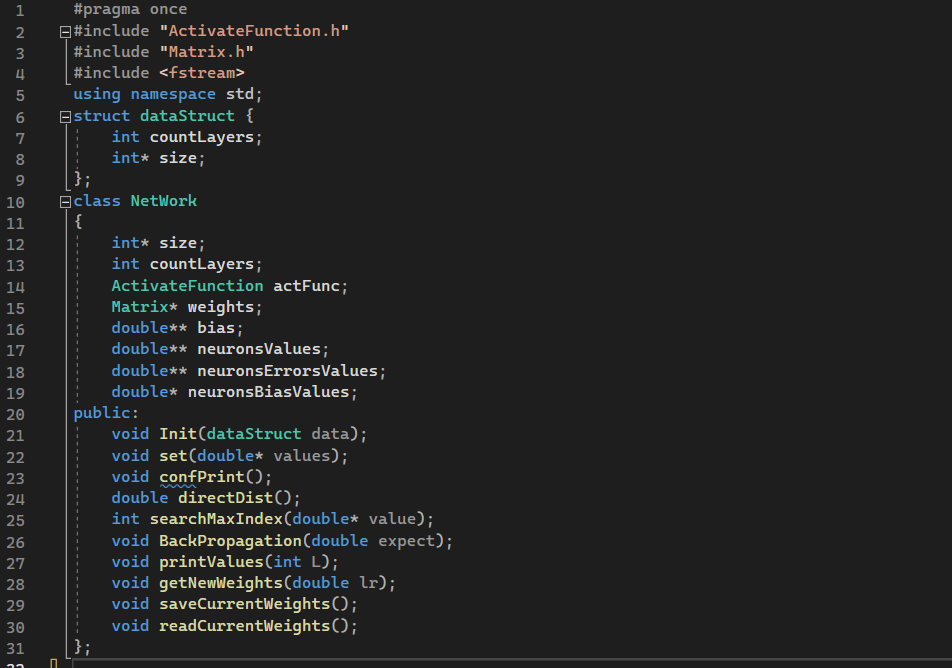 1 #pragma once
2 #include "ActivateFunction.h"
3 #include "Matrix.h"
4 #include <fstream>
5 using namespace std;
6 struct dataStruct {
7 int countLayers;
8 int* size;
9 };
10 class NetWork
11 {
12 int* size;
13 int countLayers;
14 ActivateFunction actFunc;
15 Matrix* weights;
16 double** bias;
17 double** neuronsValues;
18 double** neuronsErrorsValues;
19 double* neuronsBiasValues;
20 public:
21 void Init(dataStruct data);
22 void set(double* values);
23 void confPrint();
24 double directDist();
25 int searchMaxIndex(double* value);
26 void BackPropagation(double expect);
27 void printValues(int L);
28 void getNewWeights(double lr);
29 void saveCurrentWeights();
30 void readCurrentWeights();
31 };
32